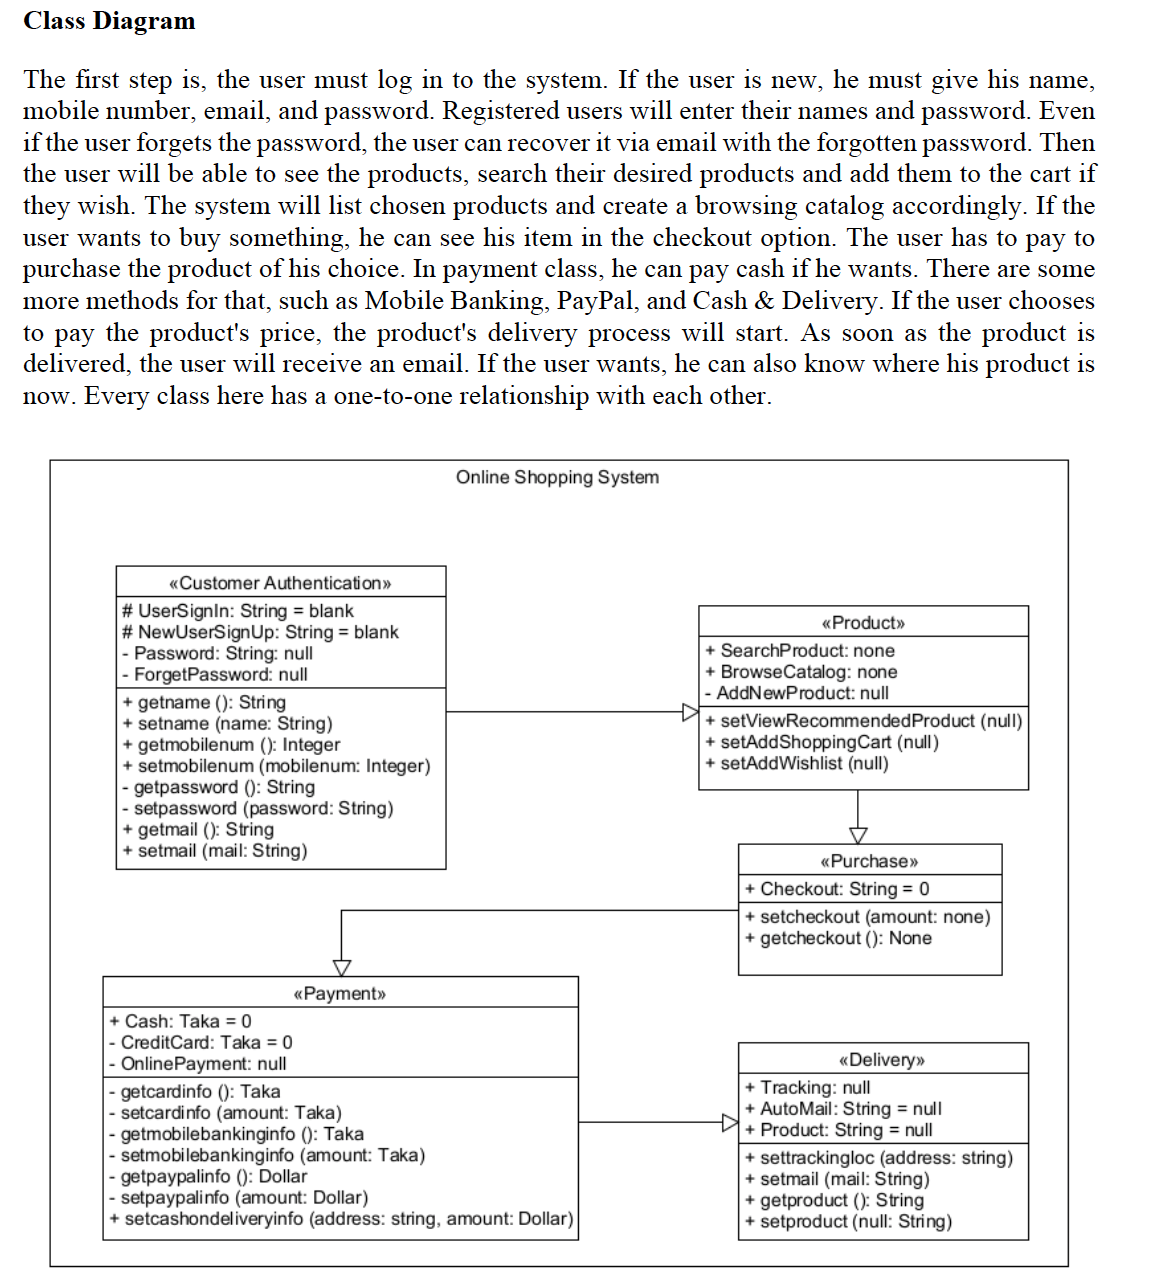 Class Diagram
The first step is, the user must log in to the system. If the user is new, he must give his name,
mobile number, email, and password. Registered users will enter their names and password. Even
if the user forgets the password, the user can recover it via email with the forgotten password. Then
the user will be able to see the products, search their desired products and add them to the cart if
they wish. The system will list chosen products and create a browsing catalog accordingly. If the
user wants to buy something, he can see his item in the checkout option. The user has to pay to
purchase the product of his choice. In payment class, he can pay cash if he wants. There are some
more methods for that, such as Mobile Banking, PayPal, and Cash & Delivery. If the user chooses
to pay the product's price, the product's delivery process will start. As soon as the product is
delivered, the user will receive an email. If the user wants, he can also know where his product is
now. Every class here has a one-to-one relationship with each other.
Online Shopping System
«Customer Authentication»
# UserSignIn: String = blank
# NewUserSignUp: String = blank
- Password: String: null
- ForgetPassword: null
+ getname (): String
+ setname (name: String)
+ getmobilenum (): Integer
+ setmobilenum (mobilenum: Integer)
- getpassword (): String
- setpassword (password: String)
+ getmail (): String
+ setmail (mail: String)
«Product»
+ SearchProduct: none
+ BrowseCatalog: none
- AddNewProduct: null
+ setViewRecommendedProduct (null)
+ setAddShoppingCart (null)
+ setAddWishlist (null)
«Purchase»
+ Checkout: String = 0
+ setcheckout (amount: none)
+ getcheckout (): None
«Payment»
+ Cash: Taka = 0
- CreditCard: Taka = 0
- OnlinePayment: null
- getcardinfo (): Taka
- setcardinfo (amount: Taka)
- getmobilebankinginfo (): Taka
- setmobilebankinginfo (amount: Taka)
- getpaypalinfo (): Dollar
- setpaypalinfo (amount: Dollar)
+ setcashondeliveryinfo (address: string, amount: Dollar)
«Delivery»
+ Tracking: null
+ AutoMail: String = null
+ Product: String = null
+ settrackingloc (address: string)
+ setmail (mail: String)
+ getproduct (): String
+ setproduct (null: String)